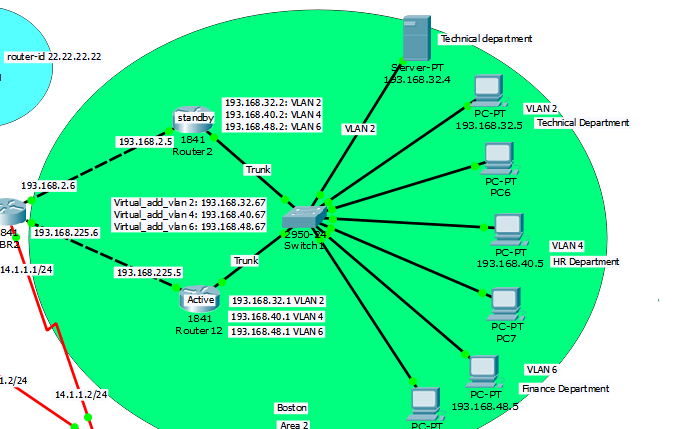 router-id 22.22.22.22
Technical department
Server-PT
193.168.32.4
standby
1841
Router2
193.168.32.2: VLAN 2
193.168.40.2: VLAN 4
193.168.48.2: VLAN 6
VLAN 2
PC-PT
193.168.32.5
VLAN 2
Technical Department
193.168.2.5
Trunk
PC-PT
PC6
193.168.2.6
Virtual_add_vlan 2: 193.168.32.67
Virtual_add_vlan 4: 193.168.40.67
Virtual_add_vlan 6: 193.168.48.67
2950-24
Switch1
841
BR2
193.168.225.6
PC-PT
193.168.40.5
VLAN 4
HR Department
14.1.1.1/24
193.168.225.5
Trunk
Active
1841
Router12
193.168.32.1 VLAN 2
193.168.40.1 VLAN 4
193.168.48.1 VLAN 6
PC-PT
PC7
PC-PT
193.168.48.5
VLAN 6
Finance Department
1.2/24
14.1.1.2/24
Boston
Area 2
PC-PT